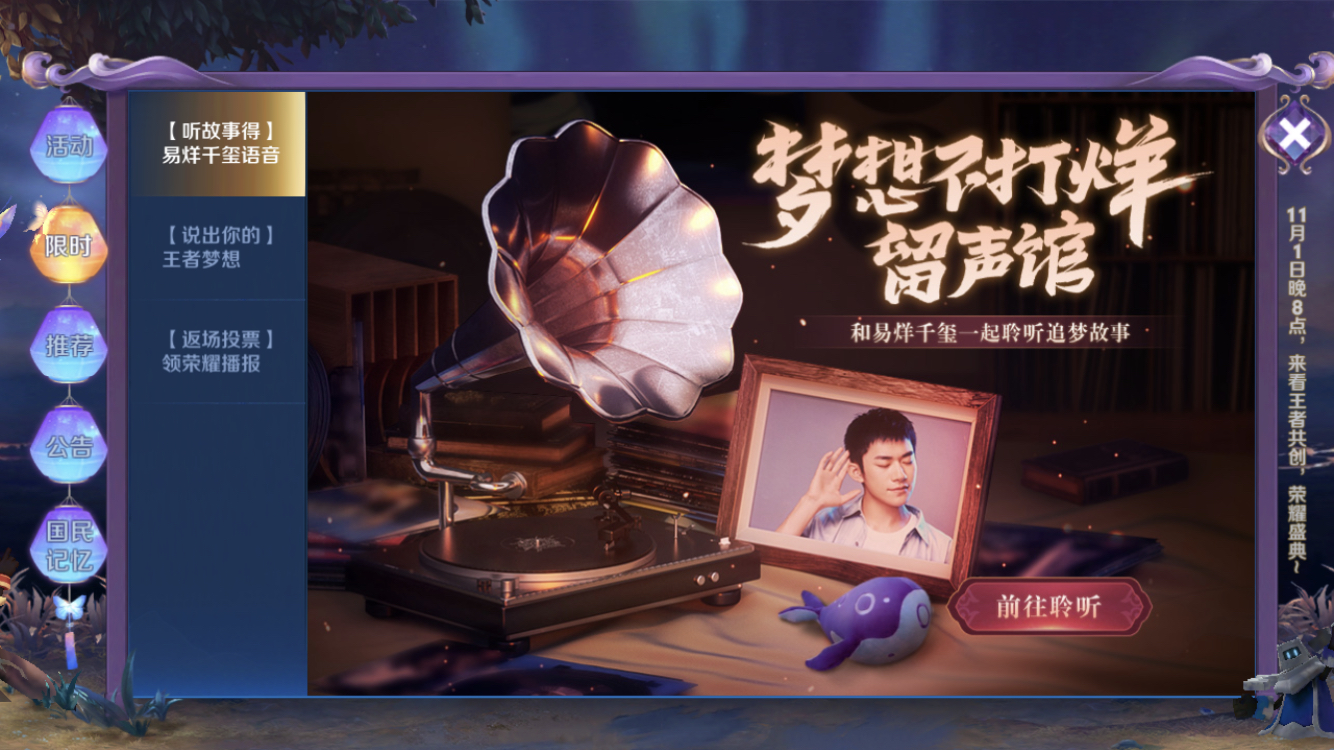 活动
限时
推荐
公告
国民
记忆
【听故事得】
易烊千玺语音
【说出你的】
王者梦想
【返场投票】
领荣耀播报
梦想不打烊
留声馆
和易烊千玺一起聆听追梦故事
前往聆听
11月1日晚8点，来看王者共创，荣耀盛典~